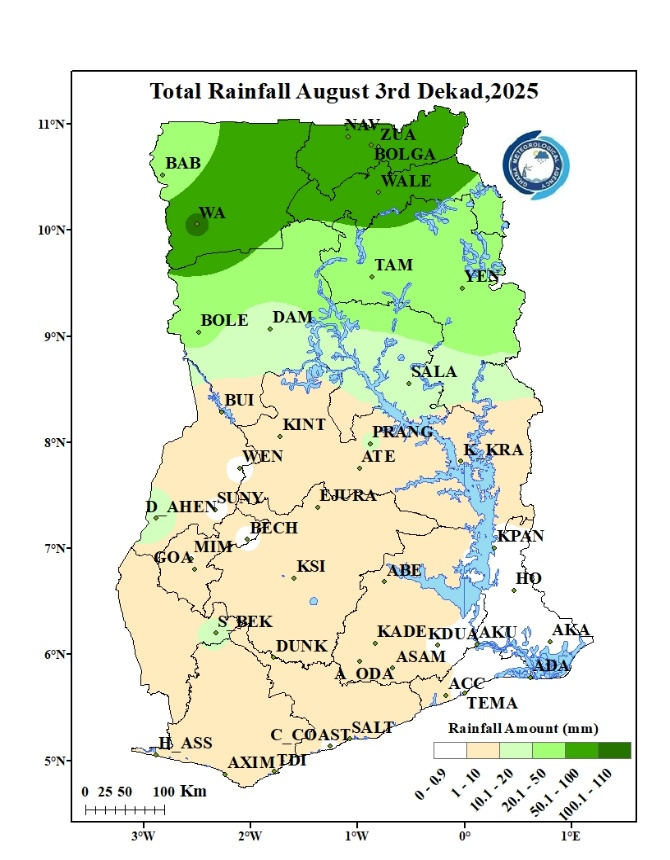 Total Rainfall August 3rd Dekad,2025
GHANA METEOROLOGICAL AGENCY
11°N
10°N
9°N
8°N
7°N
6°N
5°N
NAV
ZUA
BOLGA
BAB
WALE
WA
TAM
YEN
BOLE
DAM
SALA
BUI
KINT
PRANG
WEN
ATE
K_KRA
D_AHEN
SUNY
EJURA
BECH
KPAN
MIM
GOA
KSI
ABE
HO
S_BEK
KADE
KDUA
AKU
AKA
DUNK
ASAM
A_ODA
ADA
ACC
TEMA
C_COAST
SALT
H_ASS
AXIM
TDI
Rainfall Amount (mm)
0 - 0.9
1 - 10
10.1 - 20
20.1 - 50
50.1 - 100
100.1 - 110
0 25 50 100 Km
3°W
2°W
1°W
0°
1°E